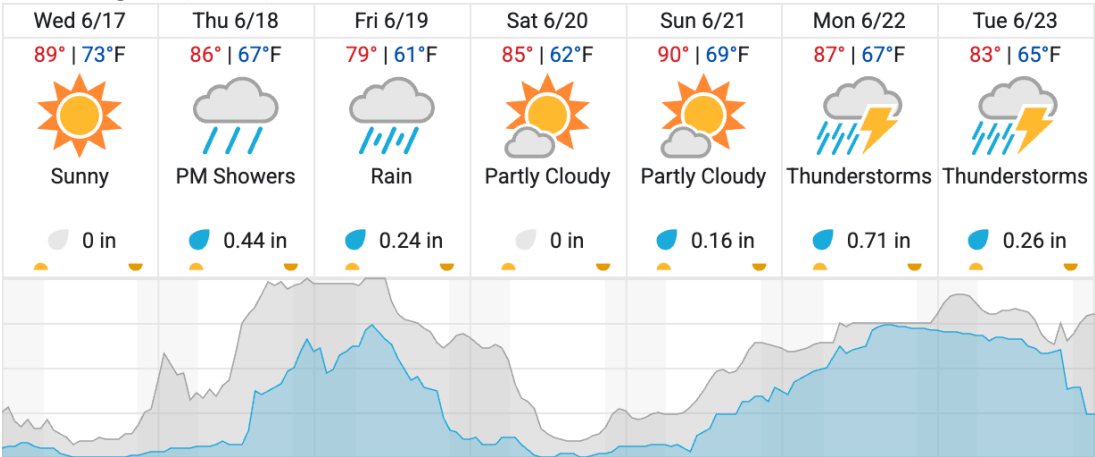 Wed 6/17 Thu 6/18 Fri 6/19 Sat 6/20 Sun 6/21 Mon 6/22 Tue 6/23
89° | 73°F 86° | 67°F 79° | 61°F 85° | 62°F 90° | 69°F 87° | 67°F 83° | 65°F
Sunny PM Showers Rain Partly Cloudy Partly Cloudy Thunderstorms Thunderstorms
0 in 0.44 in 0.24 in 0 in 0.16 in 0.71 in 0.26 in